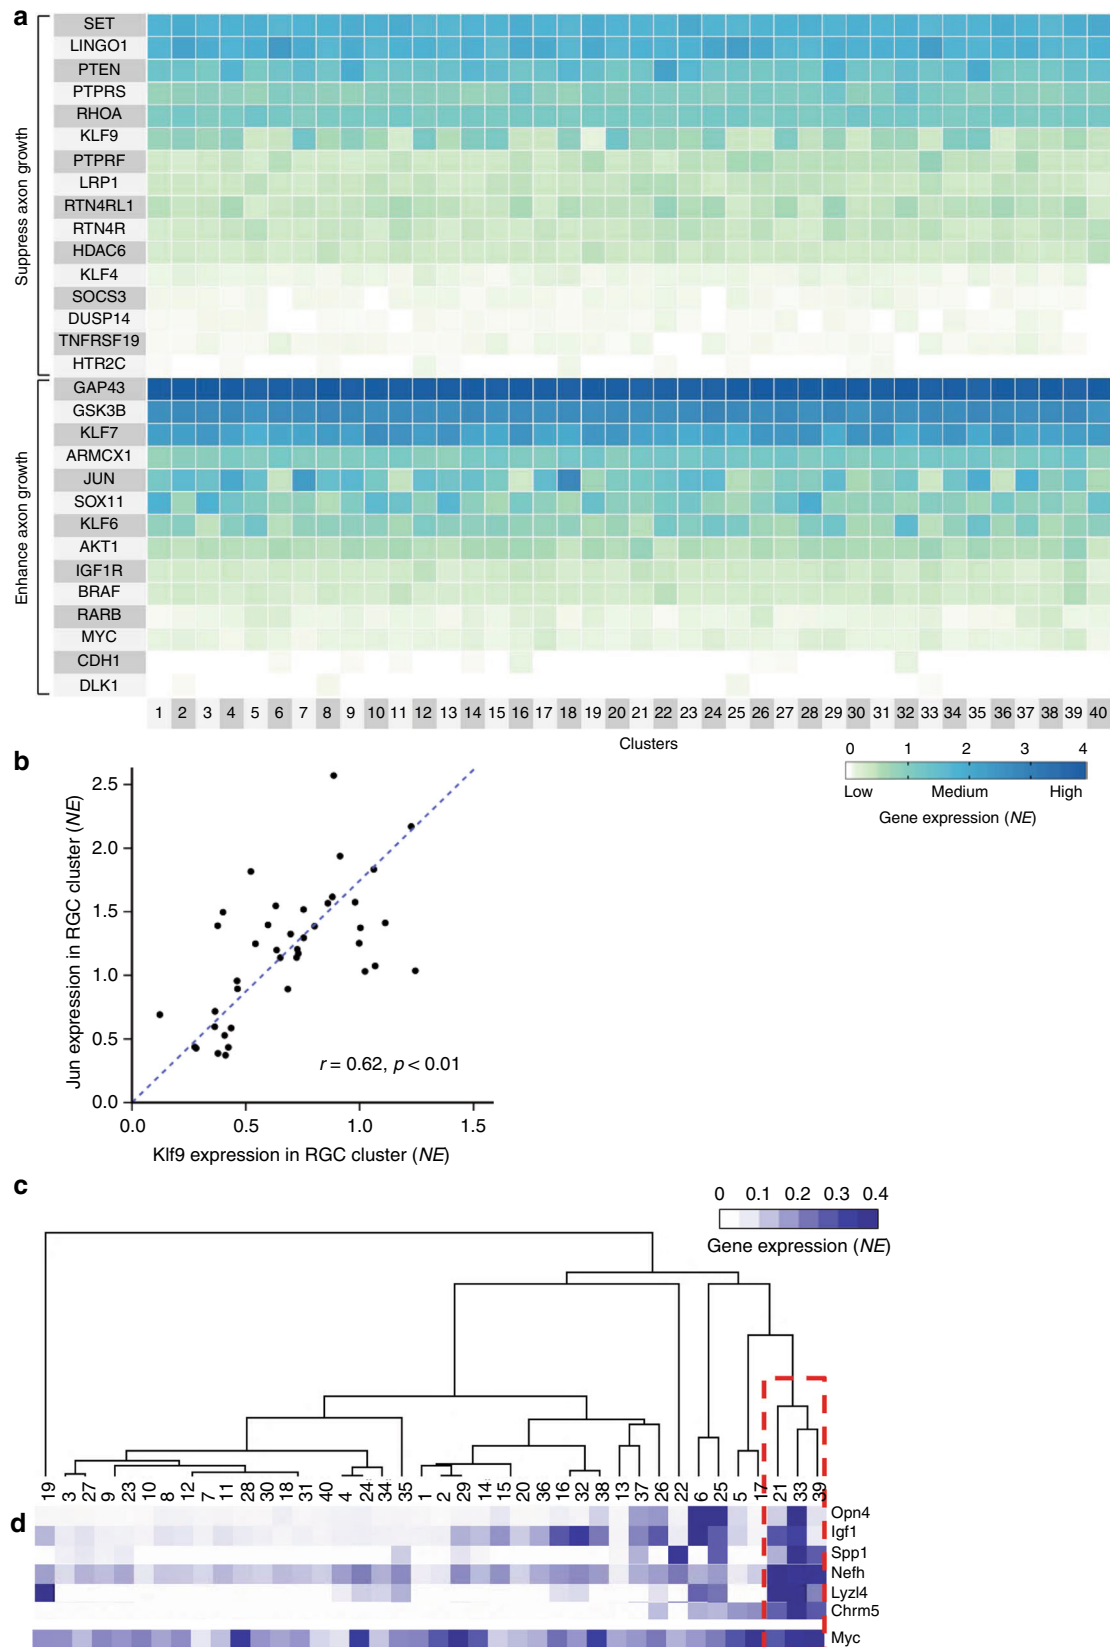 a
Suppress axon growth
SET
LINGO1
PTEN
PTPRS
RHOA
KLF9
PTPRF
LRP1
RTN4RL1
RTN4R
HDAC6
KLF4
SOCS3
DUSP14
TNFRSF19
HTR2C
Enhance axon growth
GAP43
GSK3B
KLF7
ARMCX1
JUN
SOX11
KLF6
AKT1
IGF1R
BRAF
RARB
MYC
CDH1
DLK1
1 2 3 4 5 6 7 8 9 10 11 12 13 14 15 16 17 18 19 20 21 22 23 24 25 26 27 28 29 30 31 32 33 34 35 36 37 38 39 40
Clusters
0 1 2 3 4
Low Medium High
Gene expression (NE)
b
Jun expression in RGC cluster (NE)
2.5
2.0
1.5
1.0
0.5
0.0
r = 0.62, p < 0.01
0.0 0.5 1.0 1.5
Klf9 expression in RGC cluster (NE)
c
0 0.1 0.2 0.3 0.4
Gene expression (NE)
19 3 27 9 23 10 8 12 7 11 28 30 18 31 40 4 24 34 35 1 2 29 14 15 20 36 16 32 38 13 37 26 22 6 25 5 17 21 33 39
d
Opn4
Igf1
Spp1
Nefh
Lyzl4
Chrm5
Myc